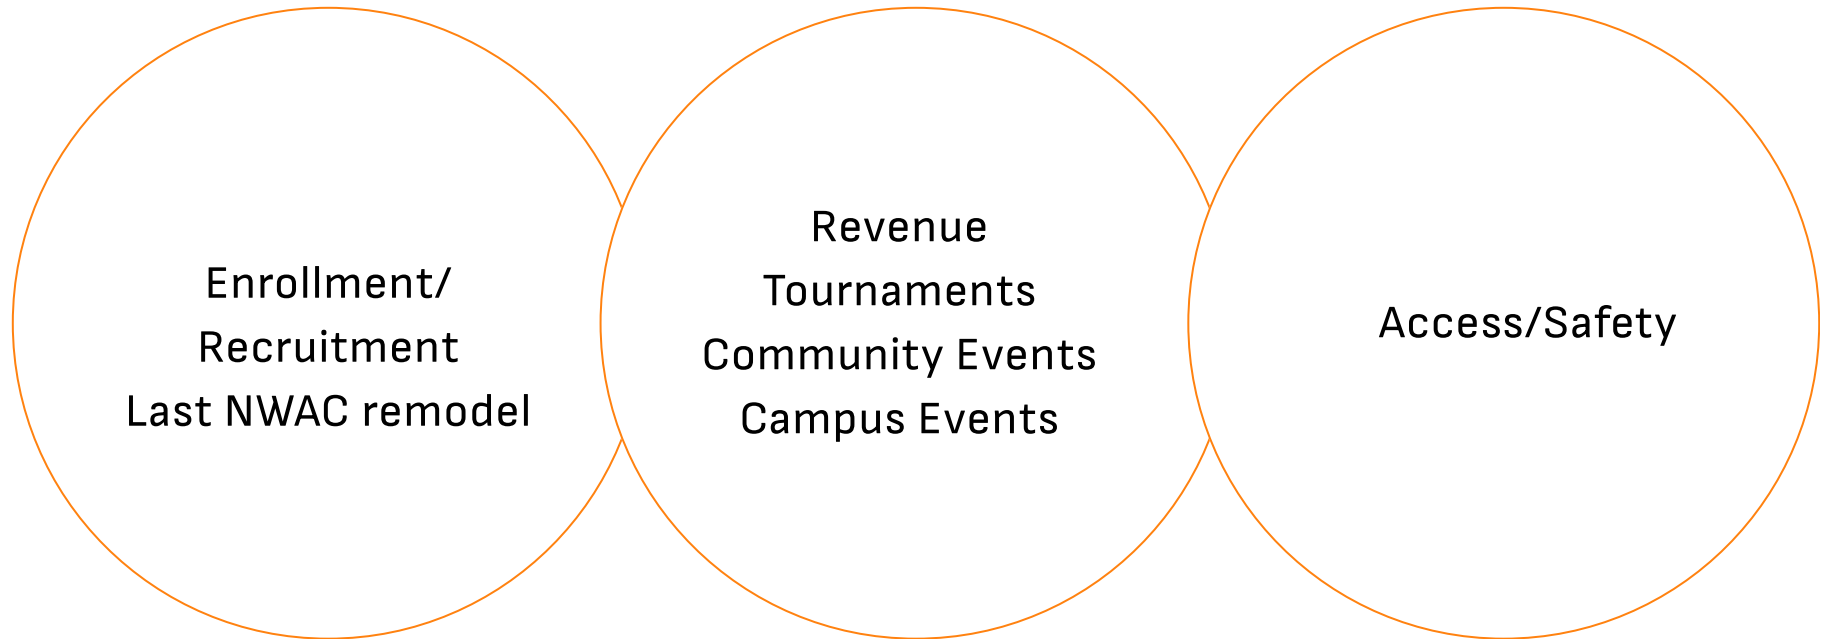 Enrollment/
Recruitment
Last NWAC remodel
Revenue
Tournaments
Community Events
Campus Events
Access/Safety